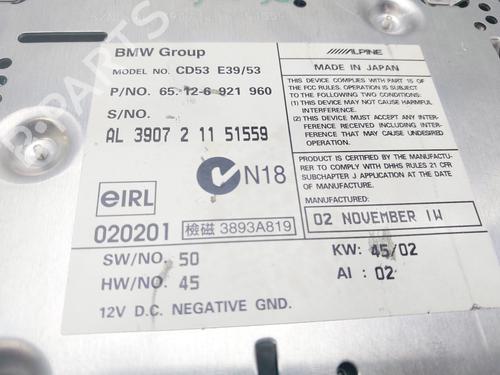 BMW Group
MODEL NO. CD53 E39/53
P/NO. 65.12-6 921 960
S/NO.
AL 3907 2 11 51559
N18
eIRL
020201 檢磁 3893A819
SW/NO. 50
HW/NO. 45
12V D.C. NEGATIVE GND.
ALPINE
MADE IN JAPAN
THIS DEVICE COMPLIES WITH PART 15 OF
THE FCC RULES. OPERATION IS SUBJECT
TO THE FOLLOWING TWO CONDITIONS:
(1) THIS DEVICE MAY NOT CAUSE HARMFUL
INTERFERENCE, AND
(2) THIS DEVICE MUST ACCEPT ANY INTER-
FERENCE RECEIVED INCLUDING INTER-
FERENCE THAT MAY CAUSE UNDESIRED
OPERATION.
PRODUCT IS CERTIFIED BY THE MANUFAC-
TURER TO COMPLY WITH DHHS RULES 21 CFR
SUBCHAPTER J APPLICATION AT THE DATE
OF MANUFACTURE.
MANUFACTURED:
02 NOVEMBER
KW: 45/02
AI : 02